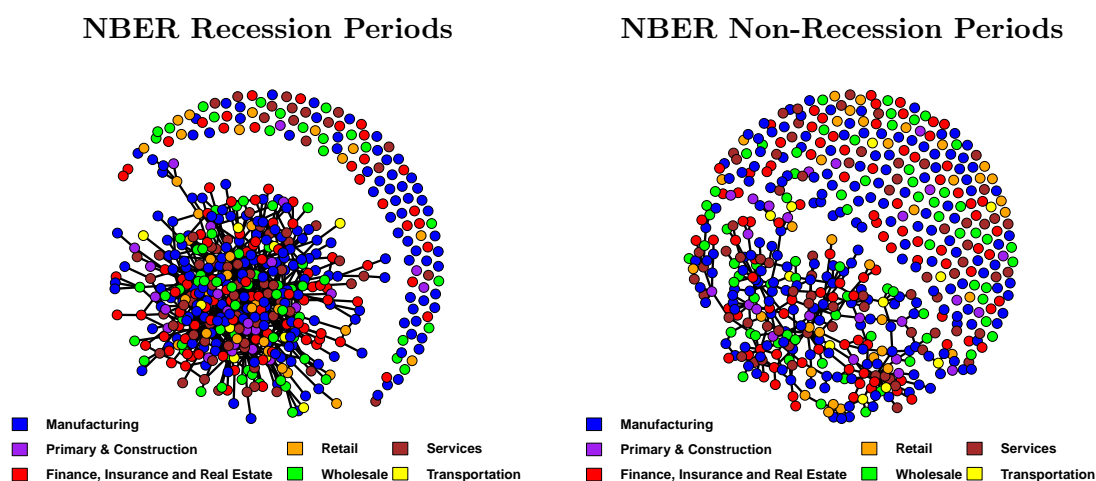 NBER Recession Periods
NBER Non-Recession Periods
Manufacturing
Primary & Construction
Finance, Insurance and Real Estate
Retail
Wholesale
Services
Transportation
Manufacturing
Primary & Construction
Finance, Insurance and Real Estate
Retail
Wholesale
Services
Transportation